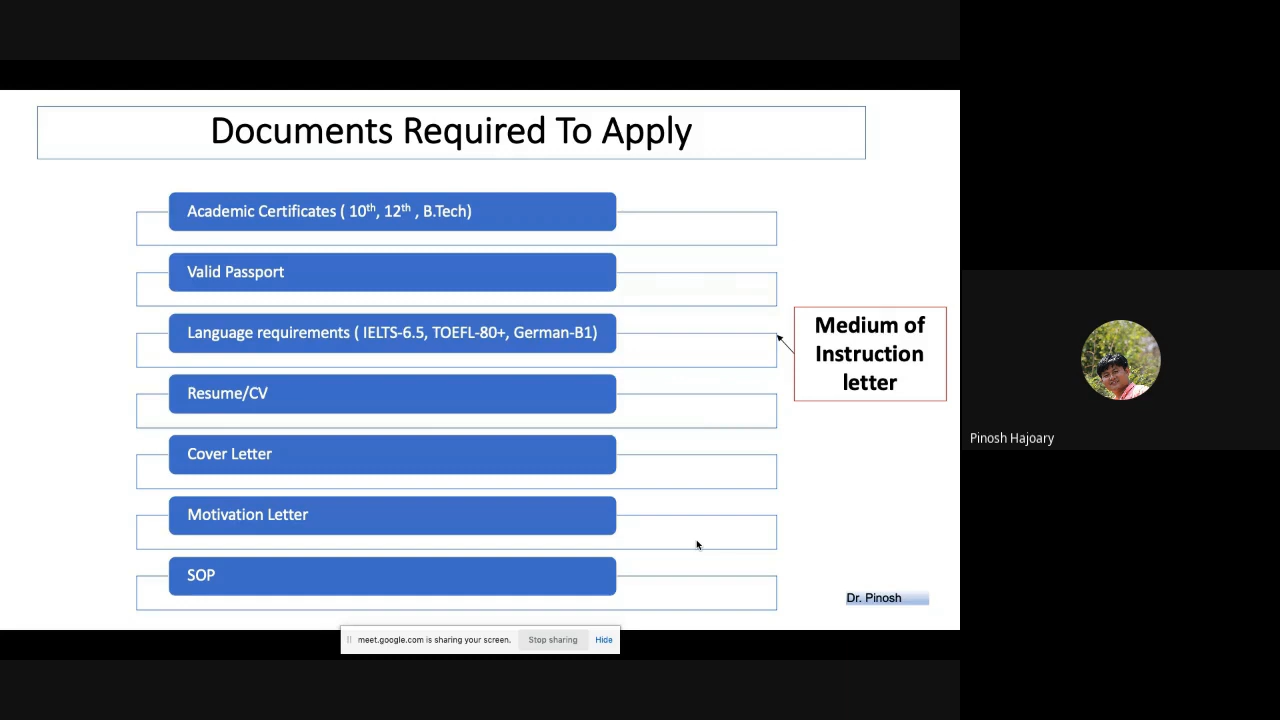 Documents Required To Apply
Academic Certificates ( 10th, 12th , B.Tech)
Valid Passport
Language requirements ( IELTS-6.5, TOEFL-80+, German-B1)
Medium of
Instruction
letter
Resume/CV
Cover Letter
Motivation Letter
SOP
Dr. Pinosh
Pinosh Hajoary
meet.google.com is sharing your screen.
Stop sharing
Hide